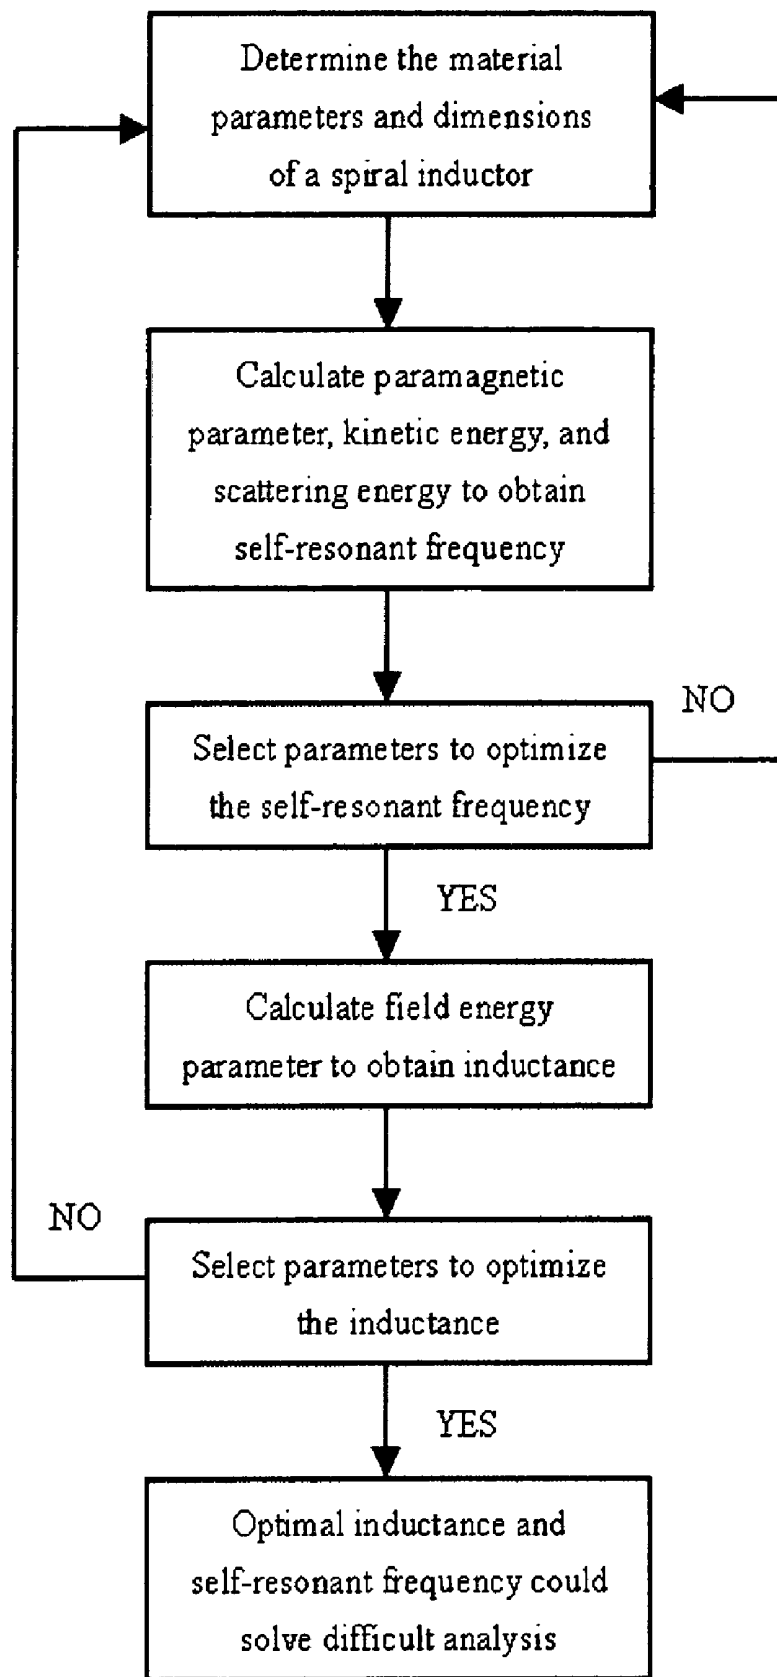 Determine the material
parameters and dimensions
of a spiral inductor
Calculate paramagnetic
parameter, kinetic energy, and
scattering energy to obtain
self-resonant frequency
NO
Select parameters to optimize
the self-resonant frequency
YES
Calculate field energy
parameter to obtain inductance
NO
Select parameters to optimize
the inductance
YES
Optimal inductance and
self-resonant frequency could
solve difficult analysis